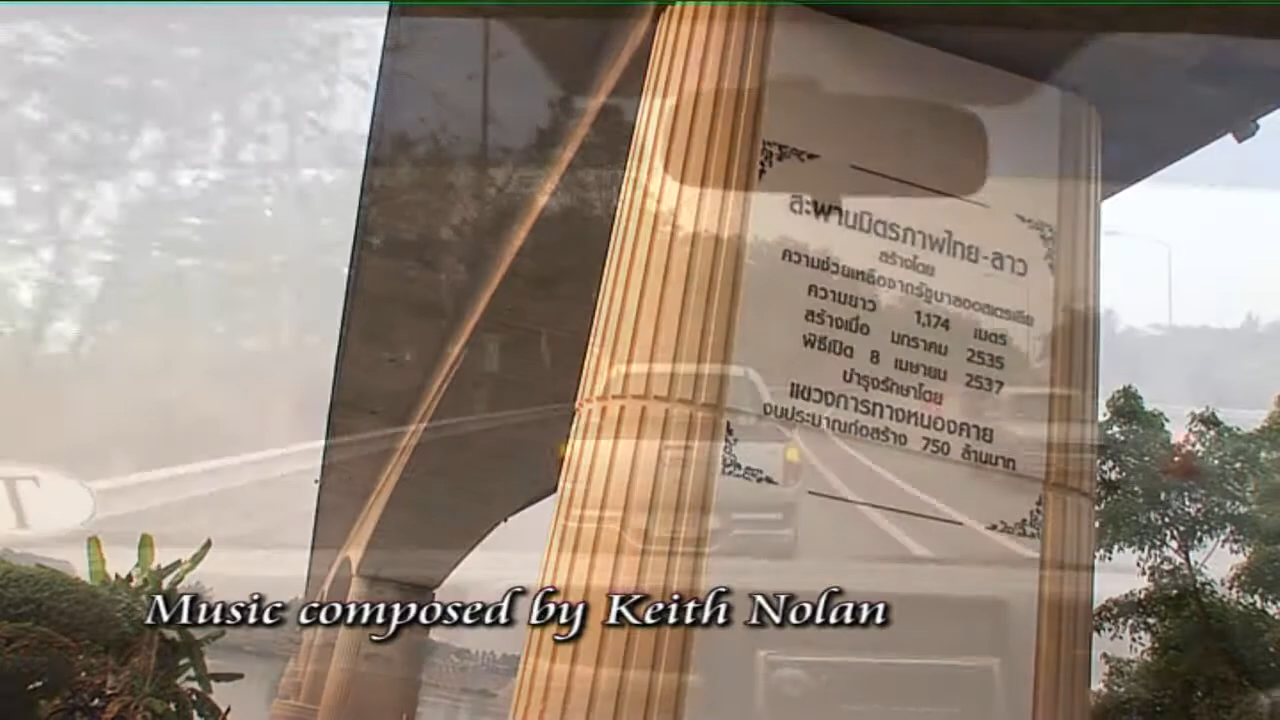 สะพานมิตรภาพไทย-ลาว
สร้างโดย
ความช่วยเหลือจากรัฐบาลออสเตรเลีย
ความยาว 1,174 เมตร
สร้างเมื่อ มกราคม 2535
พิธีเปิด 8 เมษายน 2537
บำรุงรักษาโดย
แขวงการทางหนองคาย
งบประมาณก่อสร้าง 750 ล้านบาท
T
Music composed by Keith Nolan